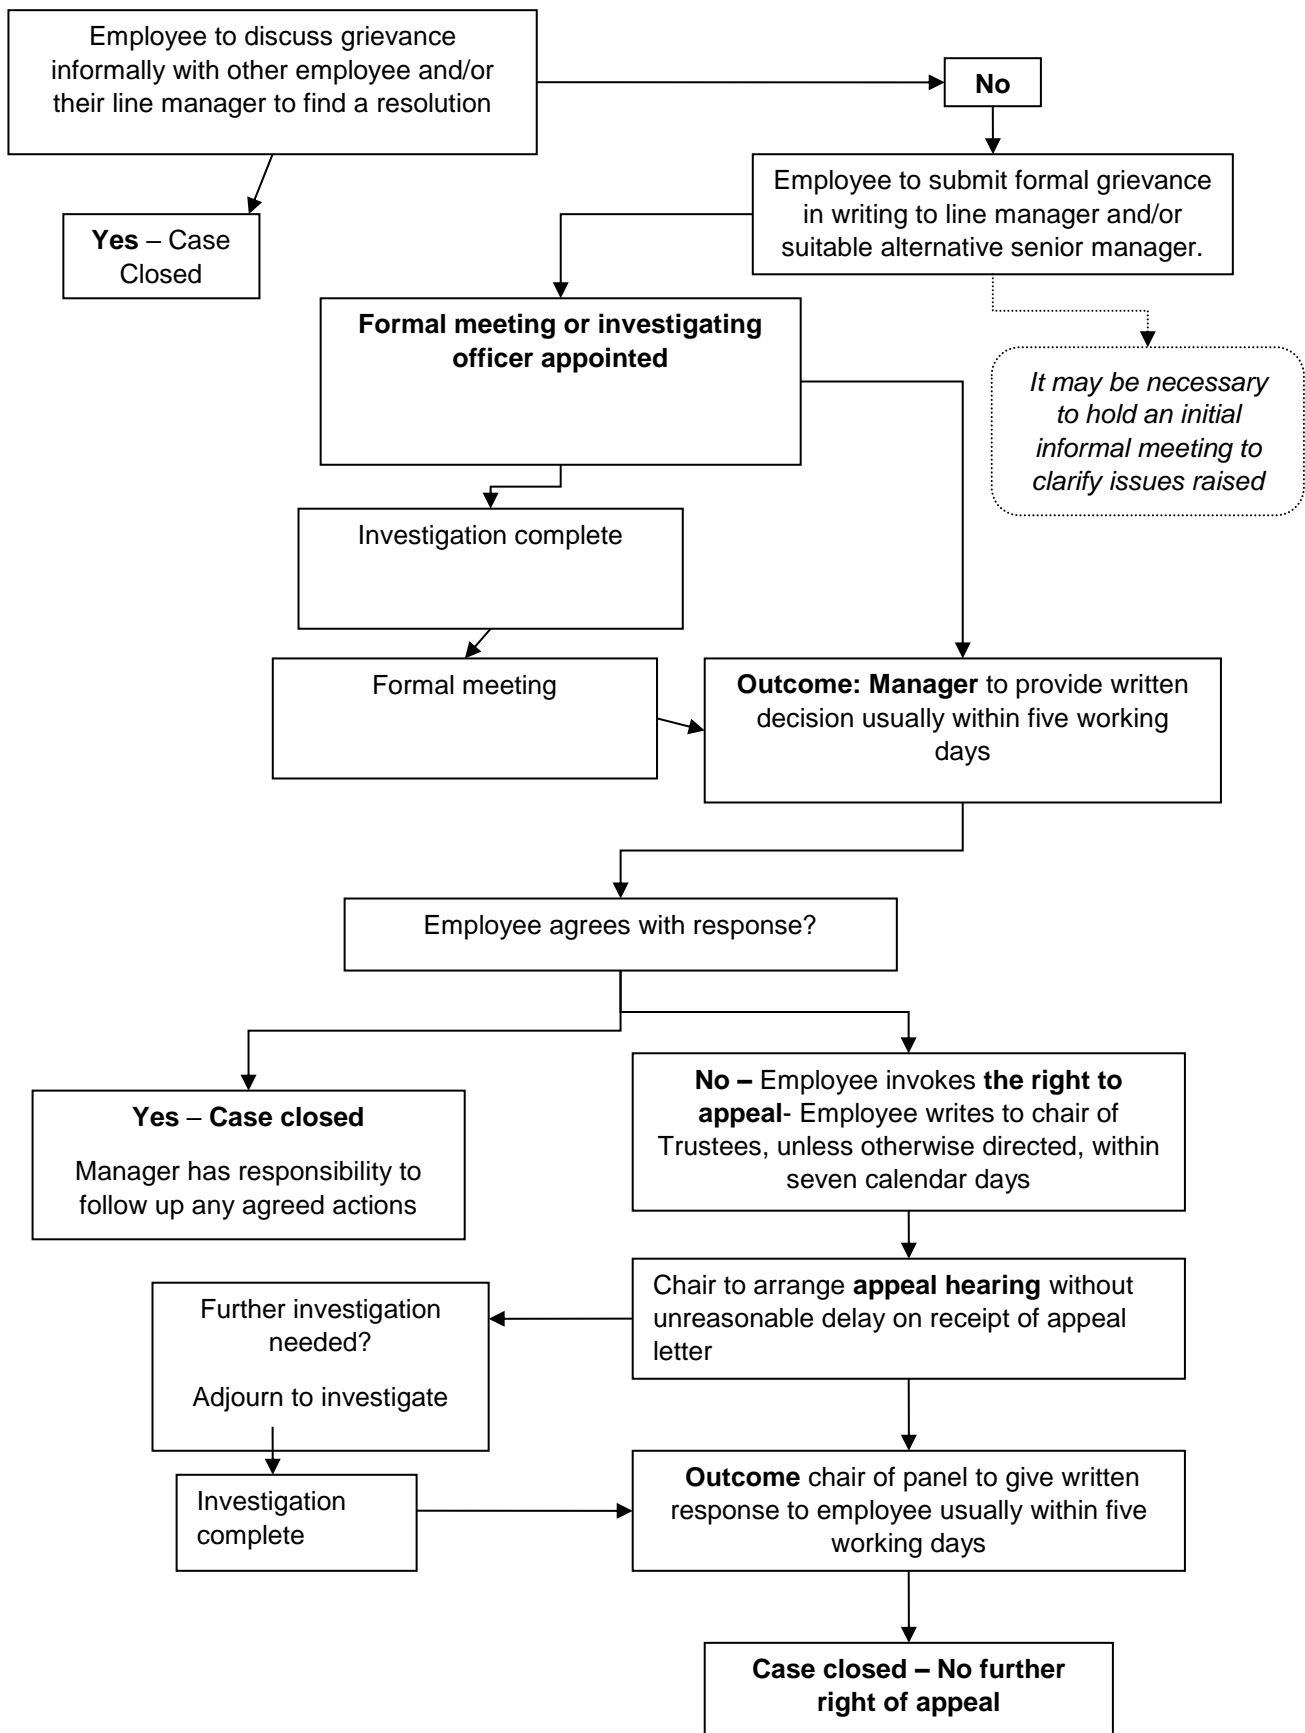 Employee to discuss grievance
informally with other employee and/or
their line manager to find a resolution
No
Yes – Case
Closed
Employee to submit formal grievance
in writing to line manager and/or
suitable alternative senior manager.
Formal meeting or investigating
officer appointed
It may be necessary
to hold an initial
informal meeting to
clarify issues raised
Investigation complete
Formal meeting
Outcome: Manager to provide written
decision usually within five working
days
Employee agrees with response?
Yes – Case closed
Manager has responsibility to
follow up any agreed actions
No – Employee invokes the right to
appeal- Employee writes to chair of
Trustees, unless otherwise directed, within
seven calendar days
Chair to arrange appeal hearing without
unreasonable delay on receipt of appeal
letter
Further investigation
needed?
Adjourn to investigate
Investigation
complete
Outcome chair of panel to give written
response to employee usually within five
working days
Case closed – No further
right of appeal